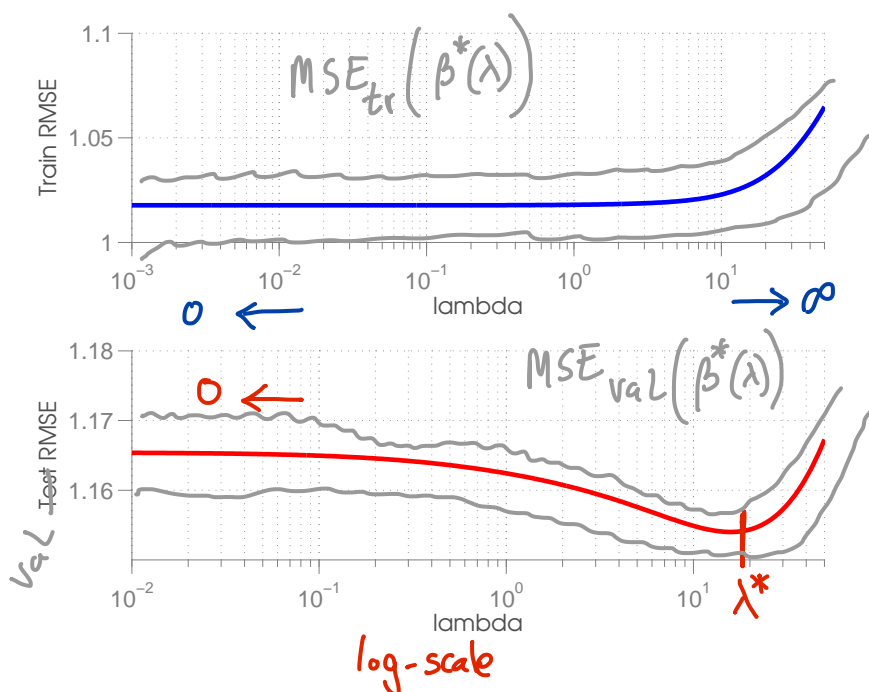 1.1
MSE_tr(β*(λ))
Train RMSE
1.05
1
10^-3 10^-2 10^-1 10^0 10^1
lambda
0 ← → ∞
1.18
MSE_val(β*(λ))
0 ←
1.17
val Test RMSE
1.16
10^-2 10^-1 10^0 10^1 λ*
lambda
log-scale